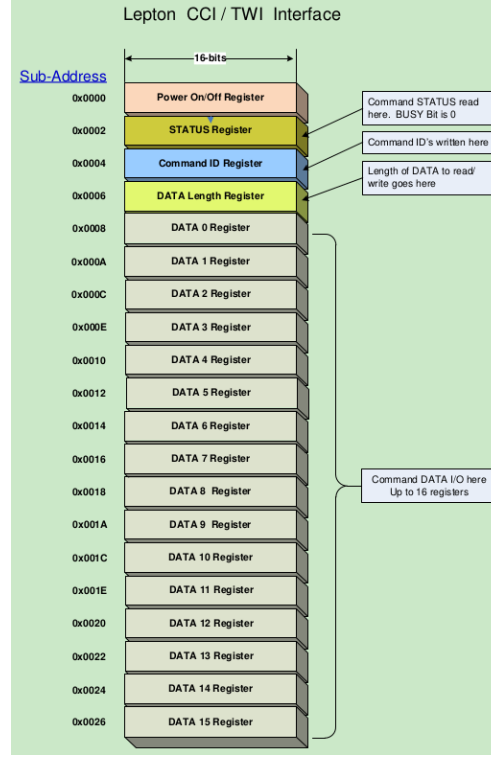 Lepton CCI / TWI Interface
16-bits
Sub-Address
0x0000 Power On/Off Register
0x0002 STATUS Register
0x0004 Command ID Register
0x0006 DATA Length Register
0x0008 DATA 0 Register
0x000A DATA 1 Register
0x000C DATA 2 Register
0x000E DATA 3 Register
0x0010 DATA 4 Register
0x0012 DATA 5 Register
0x0014 DATA 6 Register
0x0016 DATA 7 Register
0x0018 DATA 8 Register
0x001A DATA 9 Register
0x001C DATA 10 Register
0x001E DATA 11 Register
0x0020 DATA 12 Register
0x0022 DATA 13 Register
0x0024 DATA 14 Register
0x0026 DATA 15 Register
Command STATUS read
here. BUSY Bit is 0
Command ID's written here
Length of DATA to read/
write goes here
Command DATA I/O here
Up to 16 registers